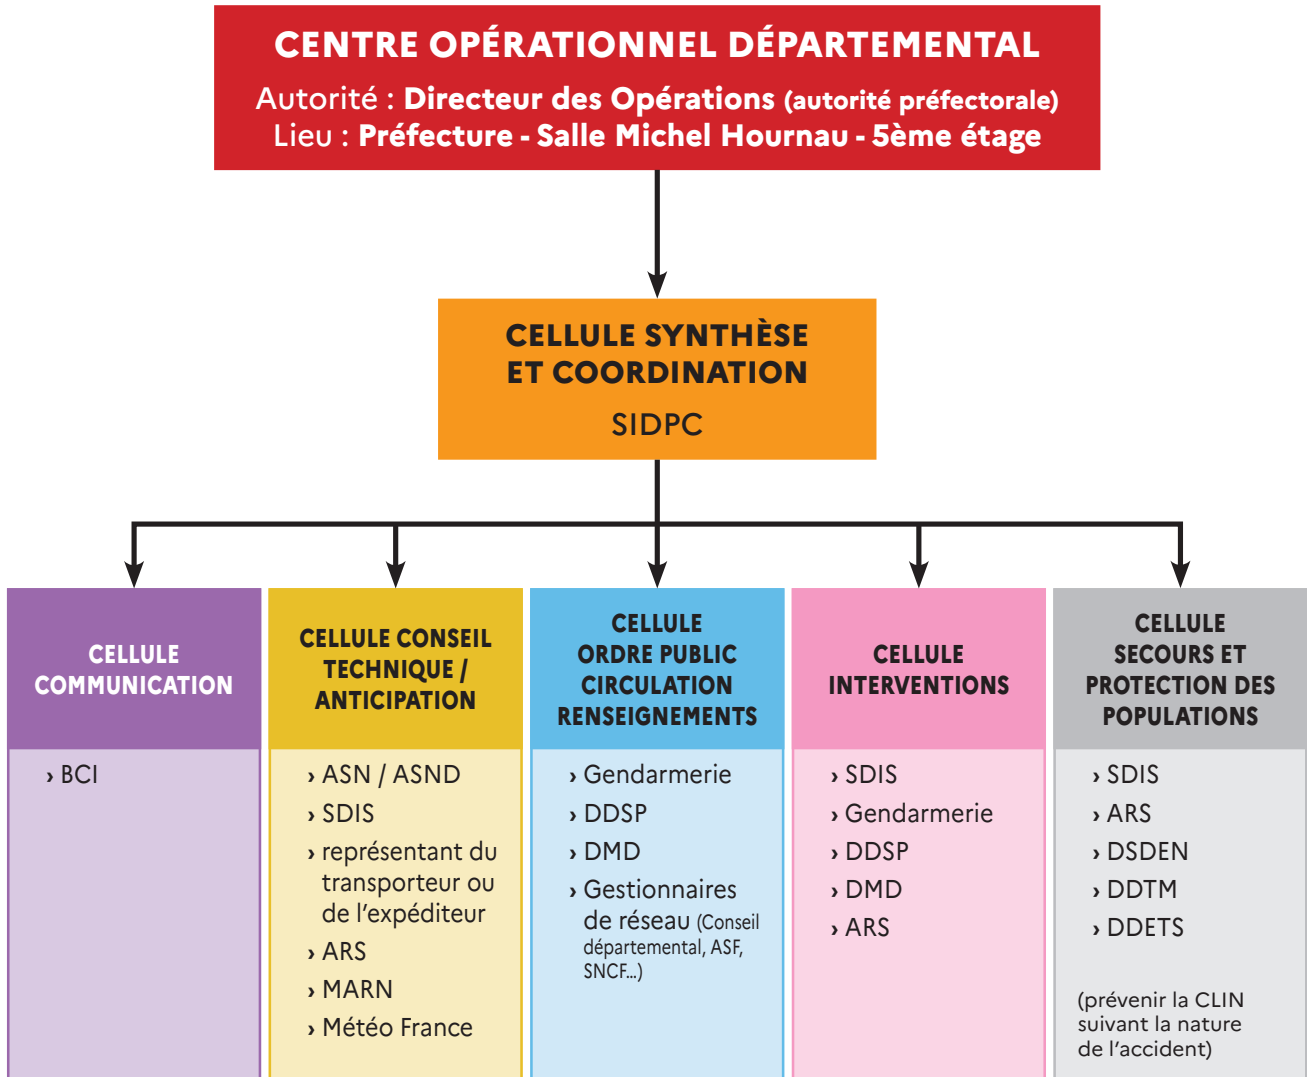 CENTRE OPÉRATIONNEL DÉPARTEMENTAL
Autorité : Directeur des Opérations (autorité préfectorale)
Lieu : Préfecture - Salle Michel Hournau - 5ème étage
CELLULE SYNTHÈSE
ET COORDINATION
SIDPC
CELLULE
COMMUNICATION
› BCI
CELLULE CONSEIL
TECHNIQUE /
ANTICIPATION
› ASN / ASND
› SDIS
› représentant du
transporteur ou
de l’expéditeur
› ARS
› MARN
› Météo France
CELLULE
ORDRE PUBLIC
CIRCULATION
RENSEIGNEMENTS
› Gendarmerie
› DDSP
› DMD
› Gestionnaires
de réseau (Conseil
départemental, ASF,
SNCF...)
CELLULE
INTERVENTIONS
› SDIS
› Gendarmerie
› DDSP
› DMD
› ARS
CELLULE
SECOURS ET
PROTECTION DES
POPULATIONS
› SDIS
› ARS
› DSDEN
› DDTM
› DDETS
(prévenir la CLIN
suivant la nature
de l’accident)